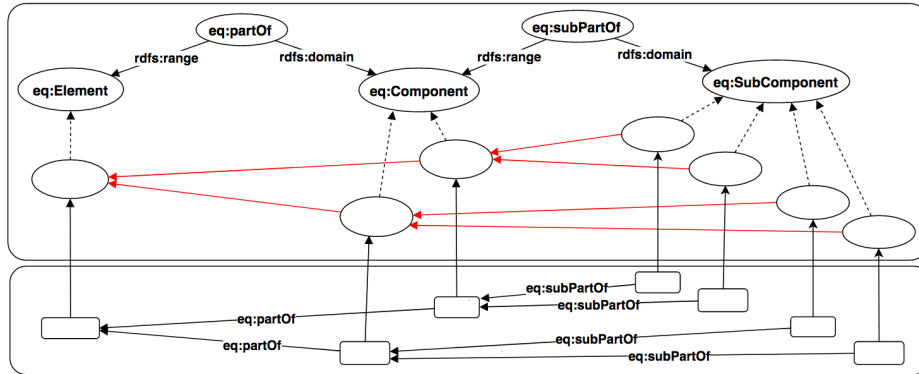 eq:partOf
eq:subPartOf
rdfs:range
rdfs:domain
rdfs:range
rdfs:domain
eq:Element
eq:Component
eq:SubComponent
eq:subPartOf
eq:subPartOf
eq:partOf
eq:partOf
eq:subPartOf
eq:subPartOf